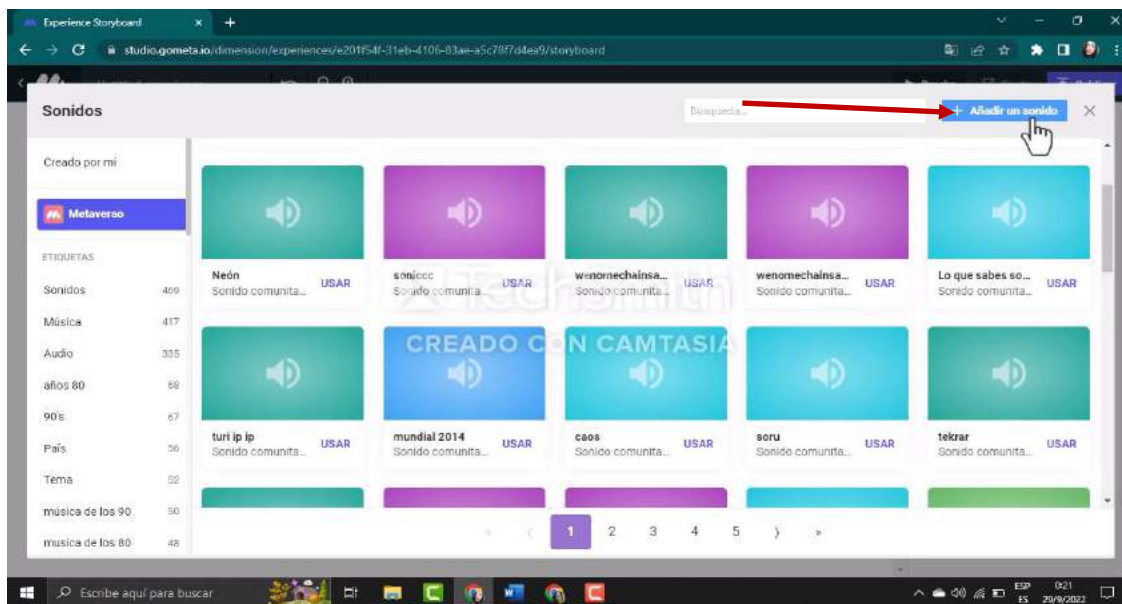 Experience Storyboard
studio.gometa.io/dimension/experiences/e201f54f-31eb-4106-83ae-a5c78f7d4ea9/storyboard
Sonidos
Búsqueda...
+ Añadir un sonido
Creado por mí
Metaverso
ETIQUETAS
Sonidos 469
Música 417
Audio 335
años 80 68
90's 67
País 56
Tema 52
música de los 90 50
musica de los 80 48
Neón
Sonido comunita...
USAR
soniccc
Sonido comunita...
USAR
wenomechainsa...
Sonido comunita...
USAR
wenomechainsa...
Sonido comunita...
USAR
Lo que sabes so...
Sonido comunita...
USAR
TechSmith
CREADO CON CAMTASIA
turi ip ip
Sonido comunita...
USAR
mundial 2014
Sonido comunita...
USAR
caos
Sonido comunita...
USAR
soru
Sonido comunita...
USAR
tekrar
Sonido comunita...
USAR
« ‹ 1 2 3 4 5 › »
Escribe aquí para buscar
ESP
ES
0:21
29/9/2022